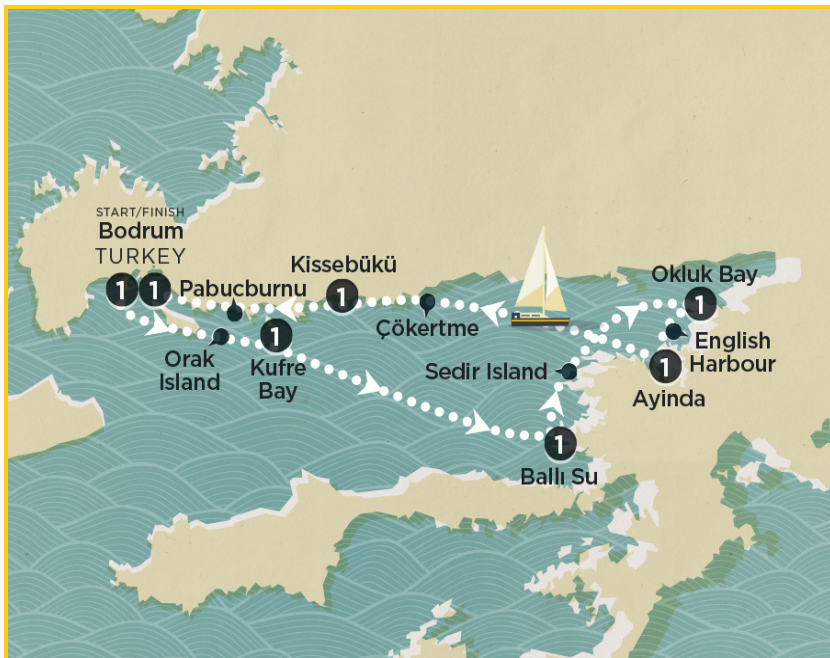 START/FINISH
Bodrum
TURKEY
1
1
Pabucburnu
Kissebükü
1
Orak
Island
1
Kufre
Bay
Çökertme
Okluk Bay
1
English
Harbour
Sedir Island
1
Ayinda
1
Ballı Su